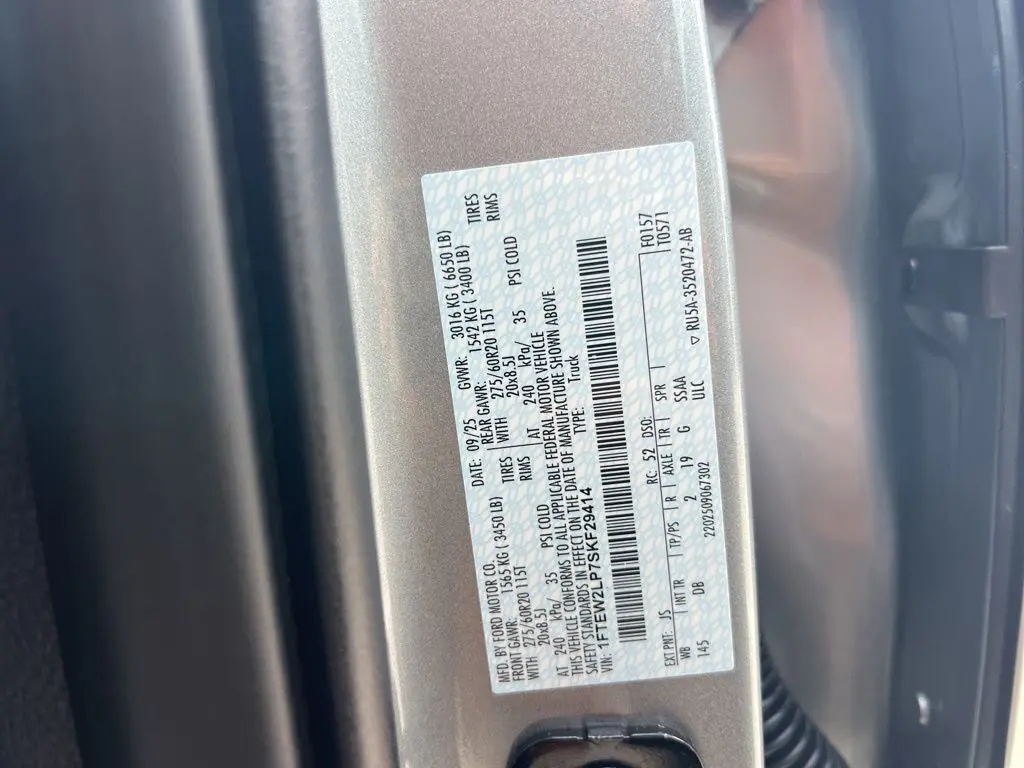 MFD. BY FORD MOTOR CO. DATE: 09/25 GVWR: 3016 KG ( 6650 LB)
FRONT GAWR: 1565 KG ( 3450 LB) REAR GAWR: 1542 KG ( 3400 LB)
WITH 275/60R20 115T TIRES WITH 275/60R20 115T TIRES
20x8.5J RIMS 20x8.5J RIMS
AT 240 kPa/ 35 PSI COLD AT 240 kPa/ 35 PSI COLD
THIS VEHICLE CONFORMS TO ALL APPLICABLE FEDERAL MOTOR VEHICLE
SAFETY STANDARDS IN EFFECT ON THE DATE OF MANUFACTURE SHOWN ABOVE.
VIN: 1FTEW2LP7SKF29414 TYPE: Truck
EXT PNT: JS RC: 52 DSO: F0157
WB INT TR TP/PS R AXLE TR SPR T0571
145 DB 2 19 G SSAA
2202509067302 ULC ▽ RU5A-3520472-AB